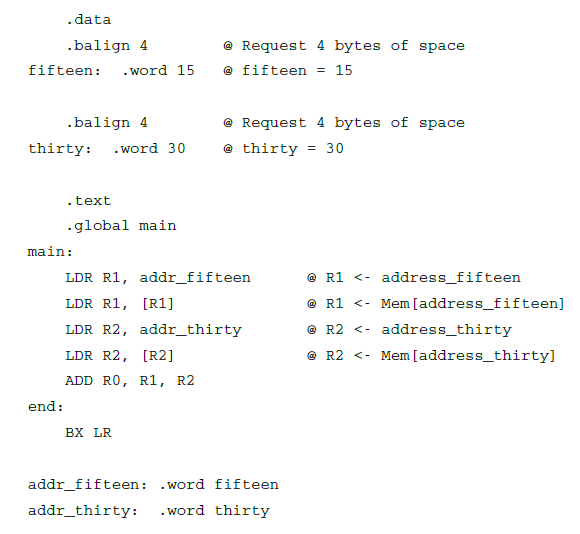 .data
.balign 4 @ Request 4 bytes of space
fifteen: .word 15 @ fifteen = 15
.balign 4 @ Request 4 bytes of space
thirty: .word 30 @ thirty = 30
.text
.global main
main:
LDR R1, addr_fifteen @ R1 <- address_fifteen
LDR R1, [R1] @ R1 <- Mem[address_fifteen]
LDR R2, addr_thirty @ R2 <- address_thirty
LDR R2, [R2] @ R2 <- Mem[address_thirty]
ADD R0, R1, R2
end:
BX LR
addr_fifteen: .word fifteen
addr_thirty: .word thirty